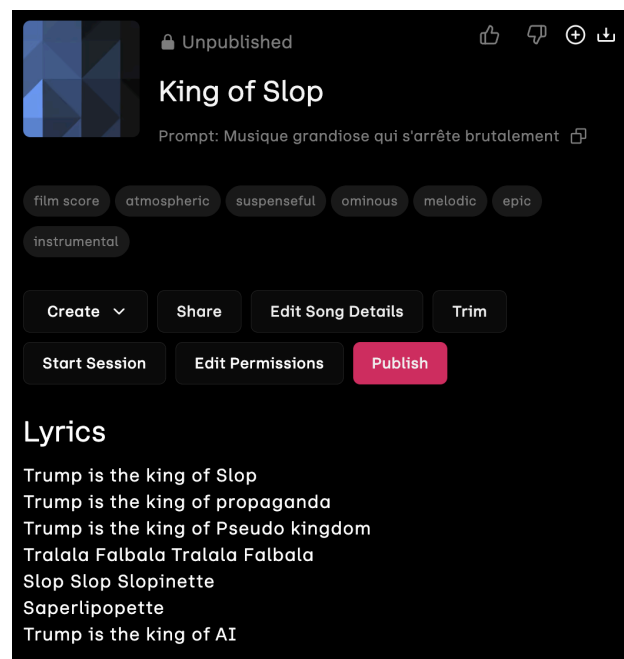 Unpublished
King of Slop
Prompt: Musique grandiose qui s'arrête brutalement
film score atmospheric suspenseful ominous melodic epic
instrumental
Create Share Edit Song Details Trim
Start Session Edit Permissions Publish
Lyrics
Trump is the king of Slop
Trump is the king of propaganda
Trump is the king of Pseudo kingdom
Tralala Falbala Tralala Falbala
Slop Slop Slopinette
Saperlipopette
Trump is the king of AI